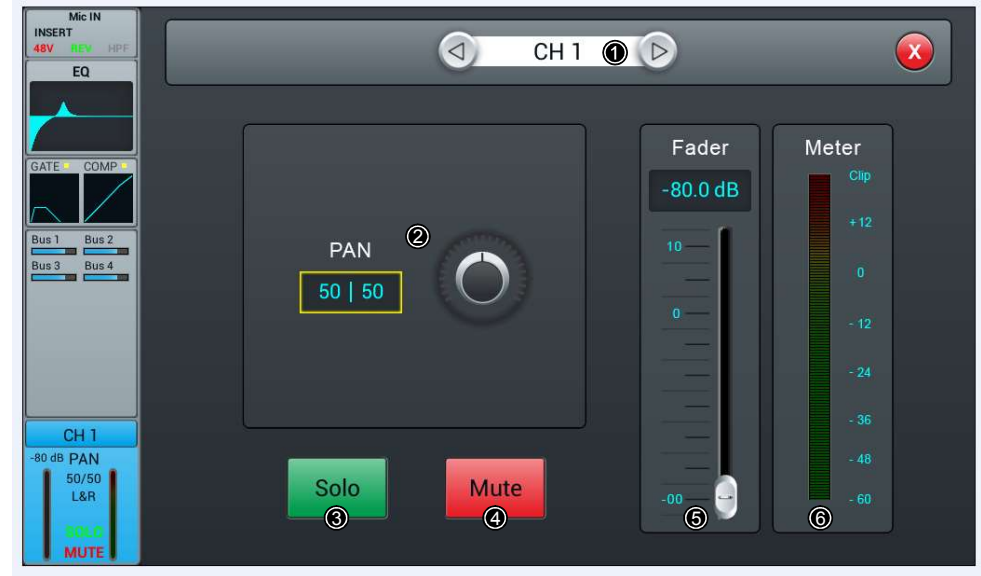 Mic IN
INSERT
48V REV HPF
EQ
GATE COMP
Bus 1 Bus 2
Bus 3 Bus 4
CH 1
-80 dB PAN
50/50
L&R
SOLO
MUTE
CH 1 ①
X
PAN ②
50 | 50
Solo
③
Mute
④
Fader
-80.0 dB
10
0
-00
⑤
Meter
Clip
+12
0
-12
-24
-36
-48
-60
⑥